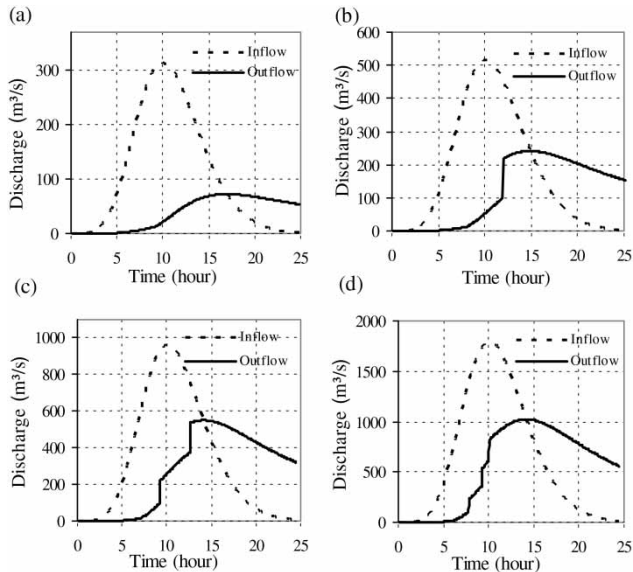 (a)
Discharge (m³/s)
300
200
100
0
0 5 10 15 20 25
Time (hour)
Inflow
Outflow
(b)
Discharge (m³/s)
600
500
400
300
200
100
0
0 5 10 15 20 25
Time (hour)
Inflow
Outflow
(c)
Discharge (m³/s)
1000
800
600
400
200
0
0 5 10 15 20 25
Time (hour)
Inflow
Outflow
(d)
Discharge (m³/s)
2000
1500
1000
500
0
0 5 10 15 20 25
Time (hour)
Inflow
Outflow